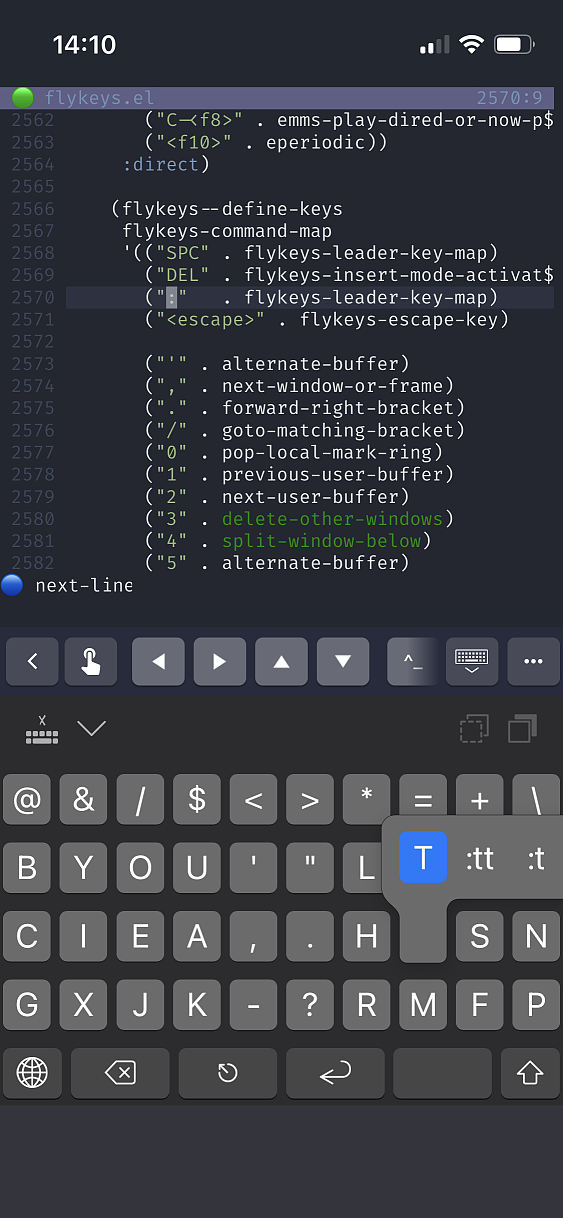 14:10
flykeys.el 2570:9
2562 ("C-<f8>" . emms-play-dired-or-now-p$
2563 ("<f10>" . eperiodic))
2564 :direct)
2565
2566 (flykeys--define-keys
2567 flykeys-command-map
2568 '(("SPC" . flykeys-leader-key-map)
2569 ("DEL" . flykeys-insert-mode-activat$
2570 (":" . flykeys-leader-key-map)
2571 ("<escape>" . flykeys-escape-key)
2572
2573 ("'" . alternate-buffer)
2574 ("," . next-window-or-frame)
2575 ("." . forward-right-bracket)
2576 ("/" . goto-matching-bracket)
2577 ("0" . pop-local-mark-ring)
2578 ("1" . previous-user-buffer)
2579 ("2" . next-user-buffer)
2580 ("3" . delete-other-windows)
2581 ("4" . split-window-below)
2582 ("5" . alternate-buffer)
next-line
^_ •••
X
@ & / $ < > * = + \
B Y O U ' " L T :tt :t
C I E A , . H S N
G X J K - ? R M F P